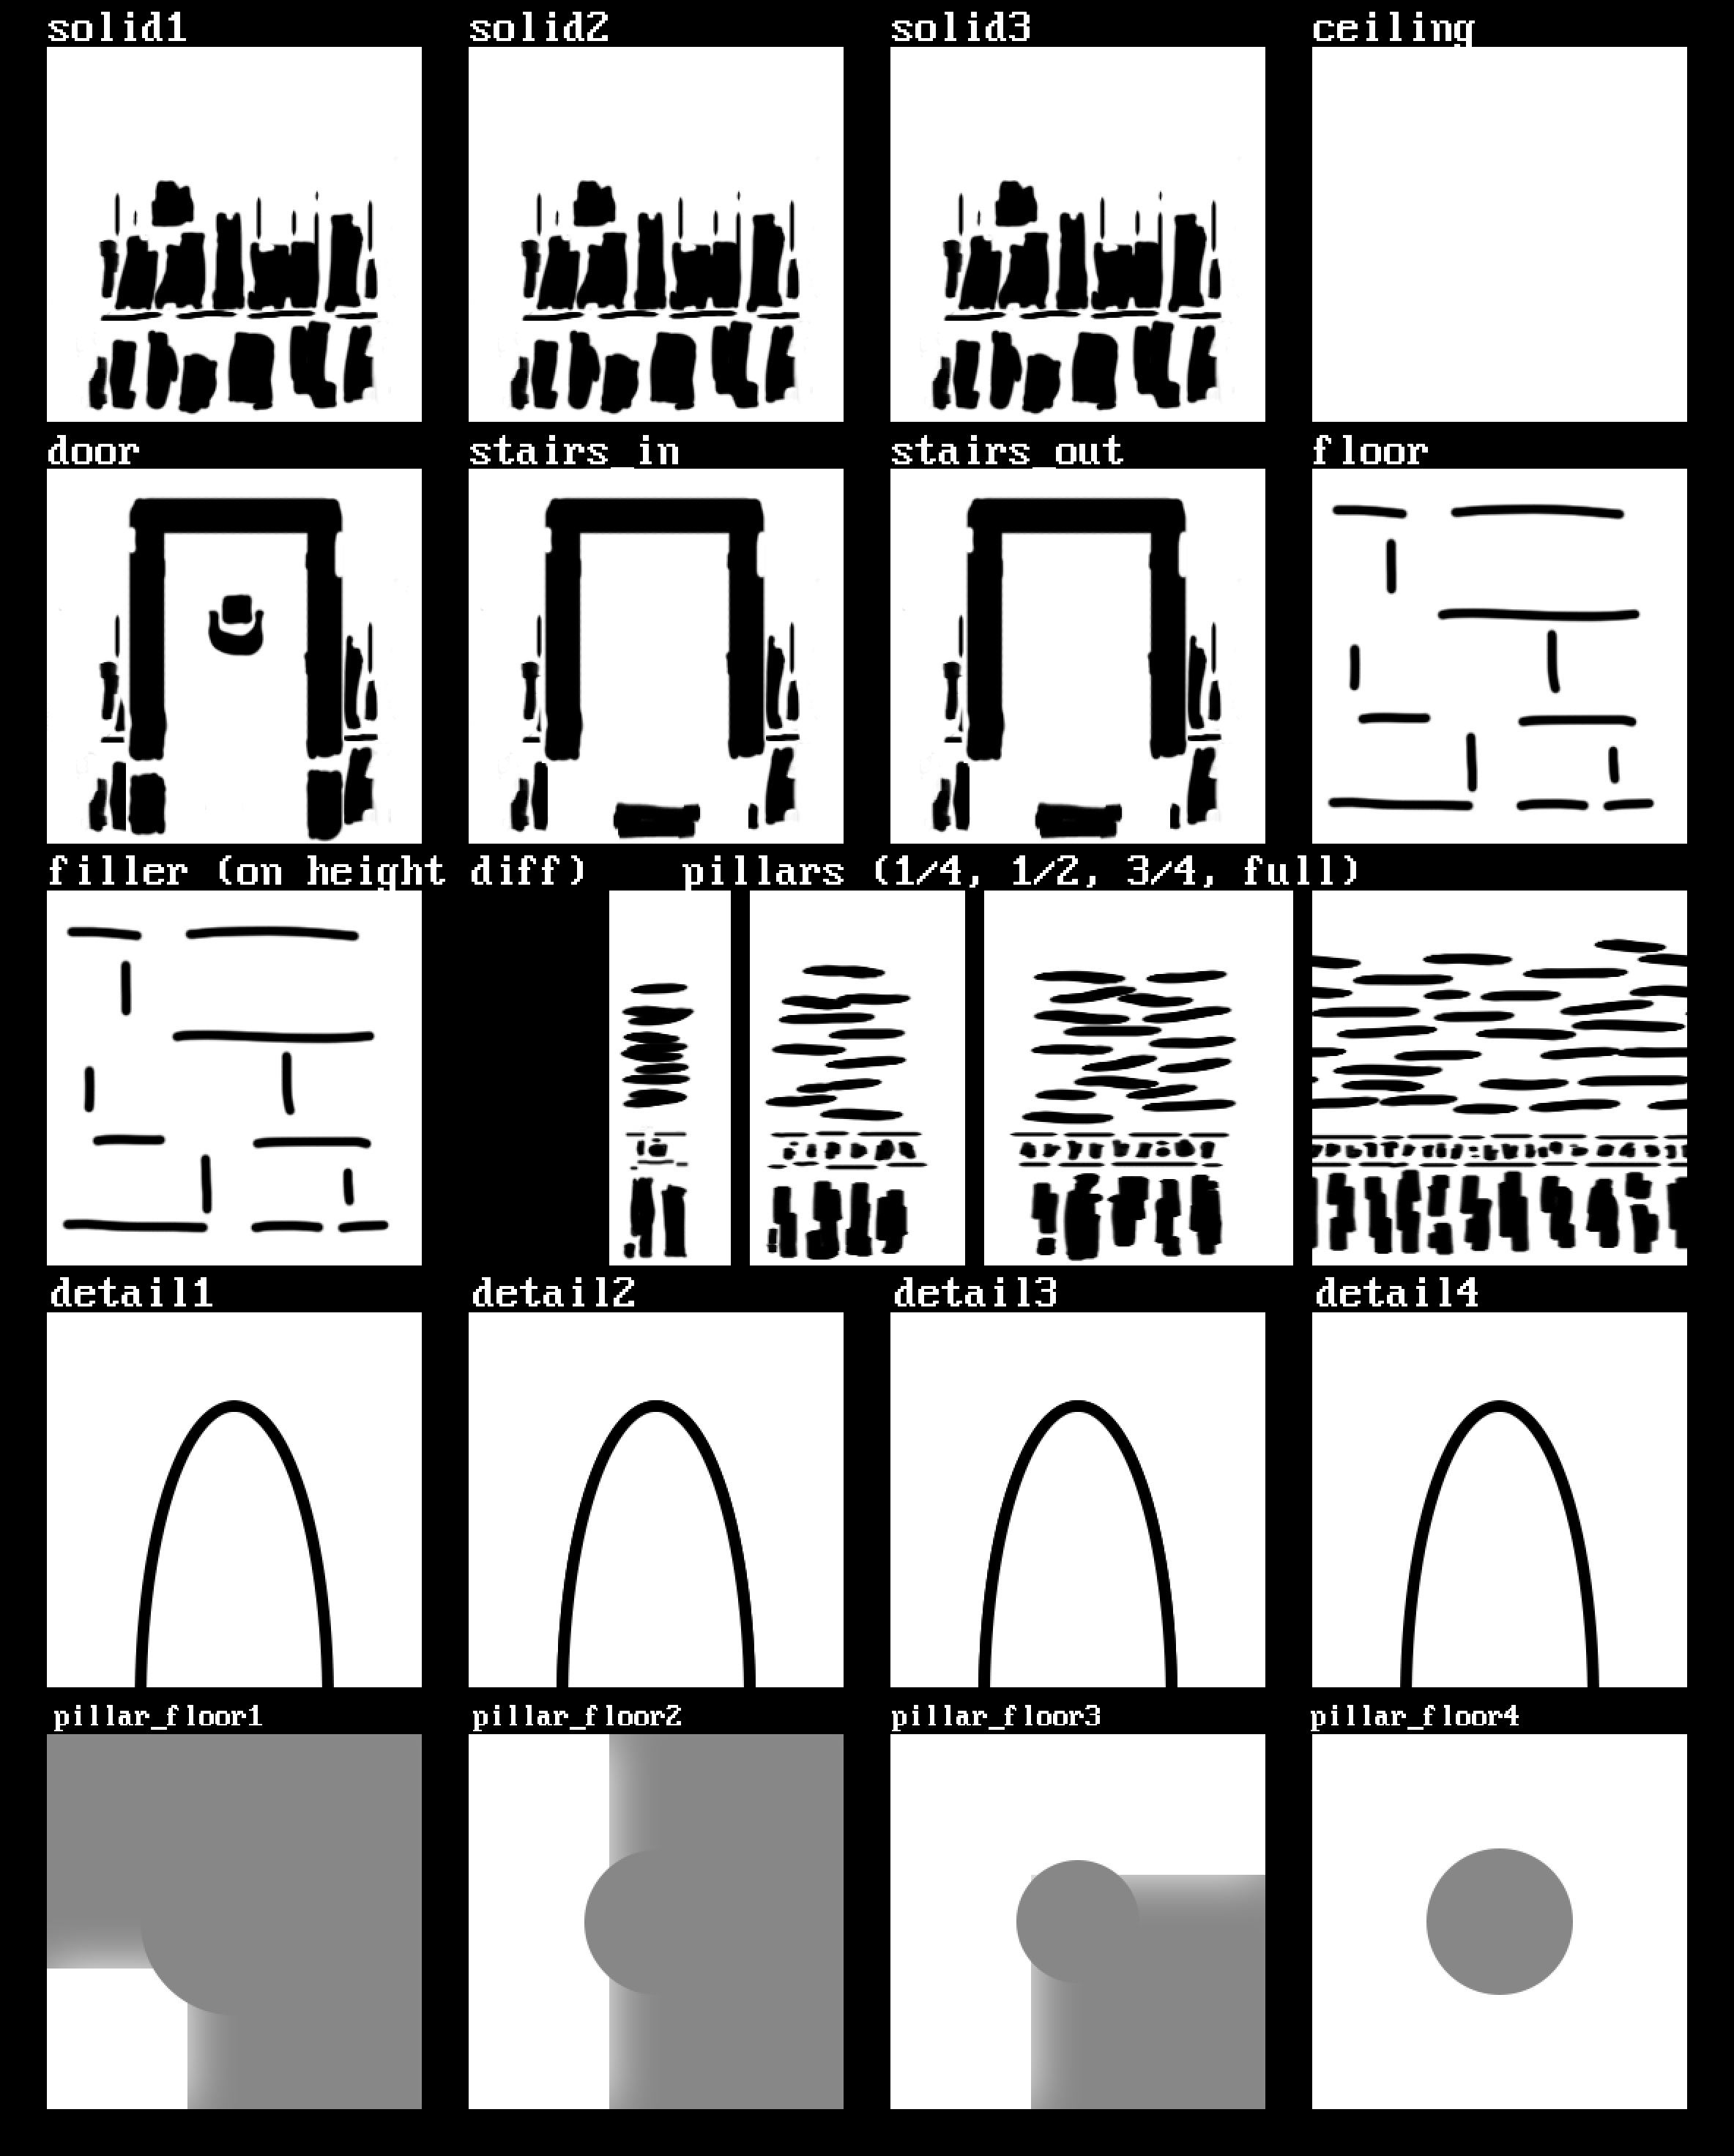 solid1 solid2 solid3 ceiling
door stairs_in stairs_out floor
filler (on height diff) pillars (1/4, 1/2, 3/4, full)
detail1 detail2 detail3 detail4
pillar_floor1 pillar_floor2 pillar_floor3 pillar_floor4